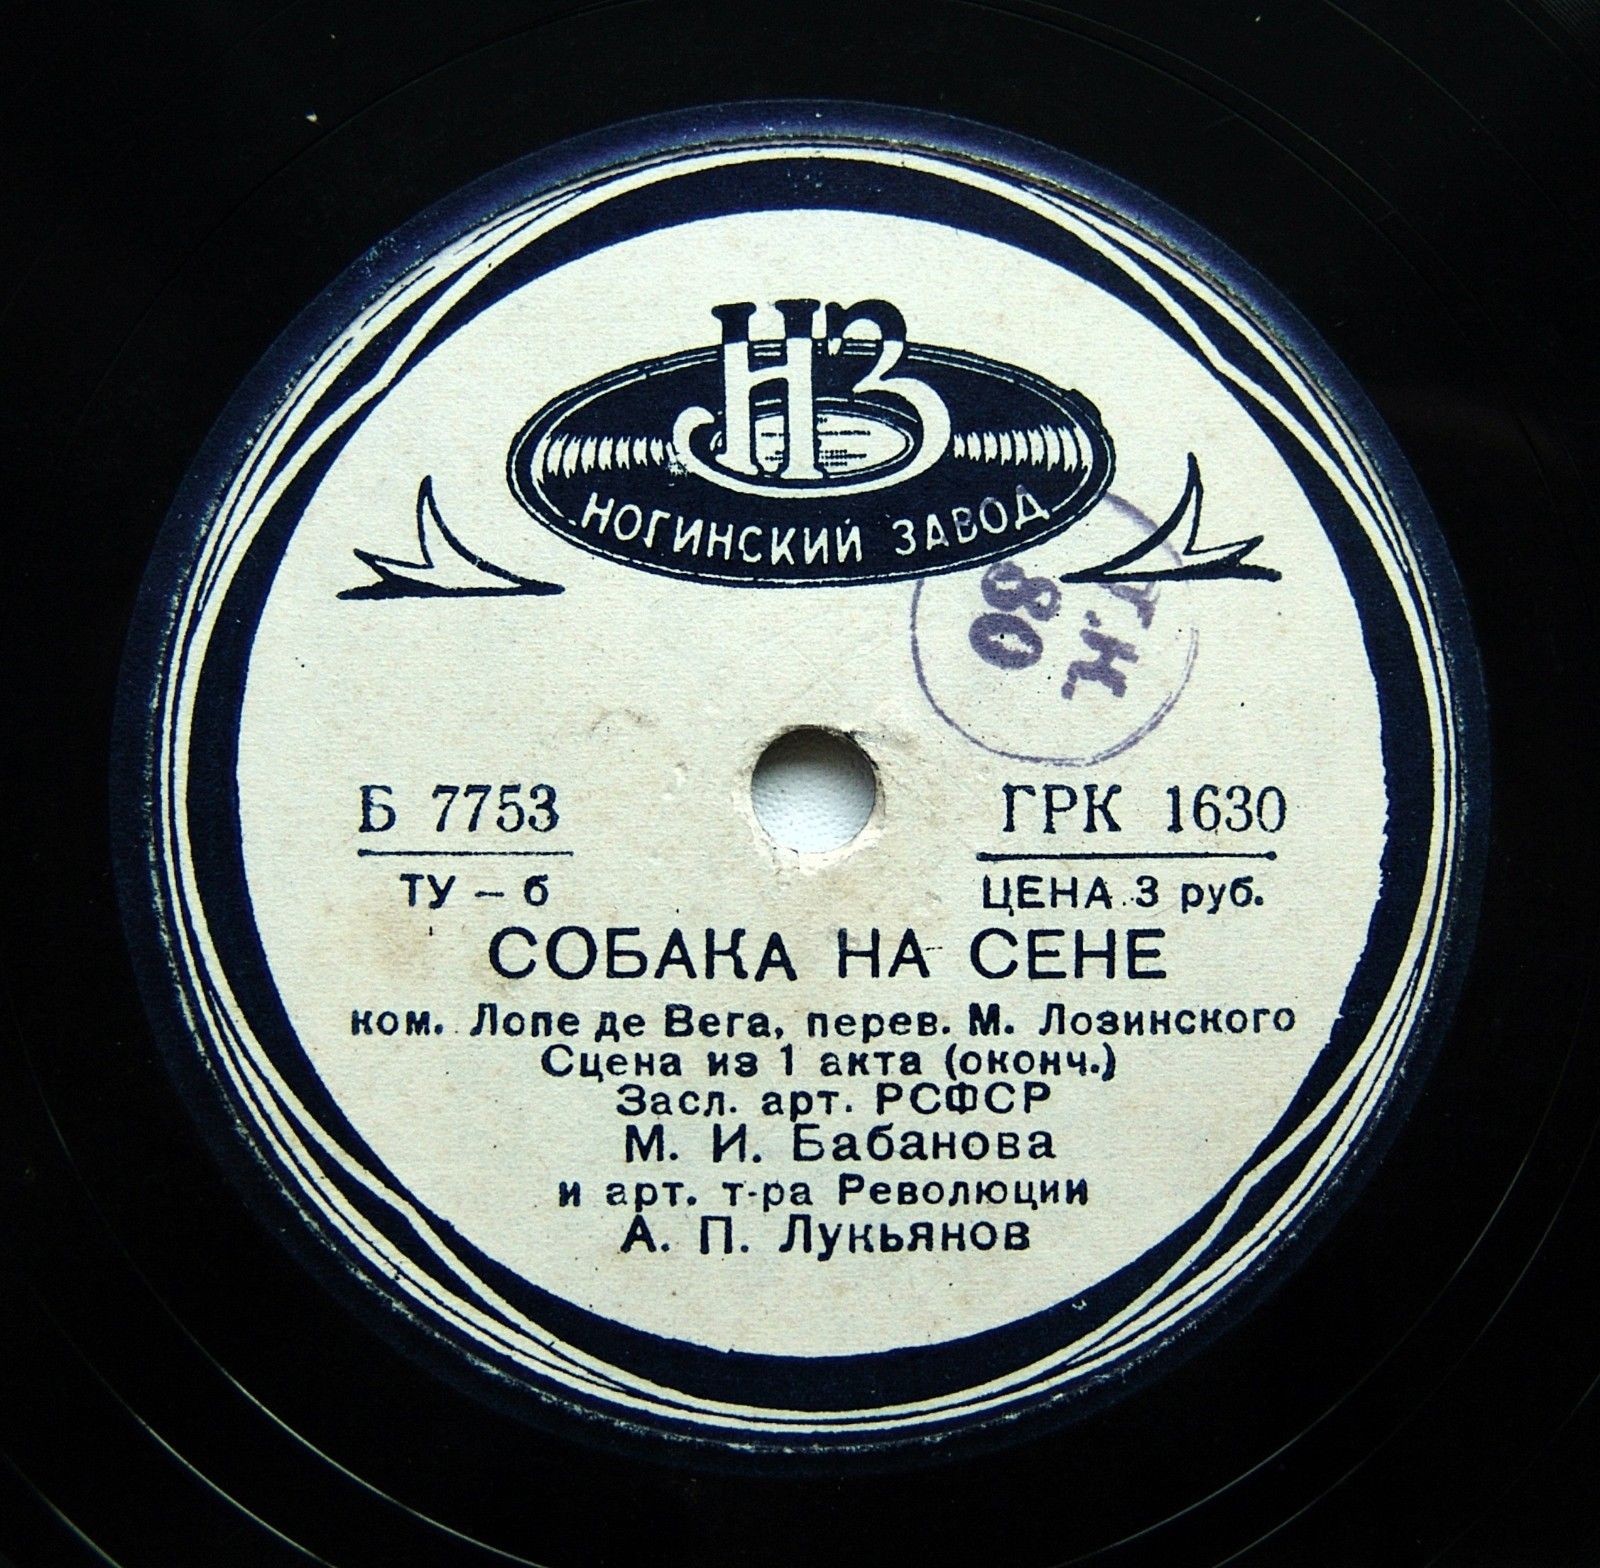 НЗ
НОГИНСКИЙ ЗАВОД
Т.К.
08
Б 7753
ГРК 1630
ТУ – б
ЦЕНА 3 руб.
СОБАКА НА СЕНЕ
ком. Лопе де Вега, перев. М. Лозинского
Сцена из 1 акта (оконч.)
Засл. арт. РСФСР
М. И. Бабанова
и арт. т-ра Революции
А. П. Лукьянов